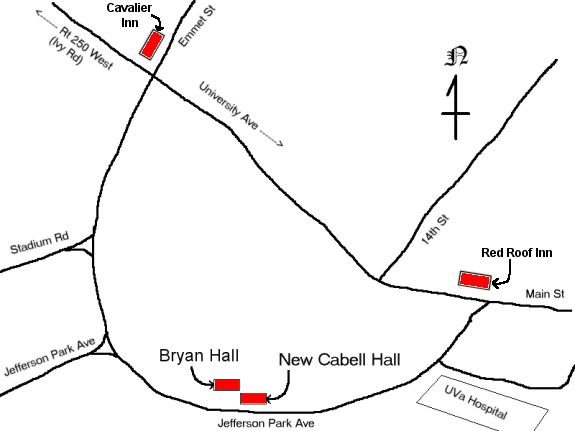 Cavalier
Inn
Emmet St
Rt 250 West
(Ivy Rd)
University Ave
N
14th St
Stadium Rd
Red Roof Inn
Main St
Jefferson Park Ave
Bryan Hall
New Cabell Hall
UVa Hospital
Jefferson Park Ave